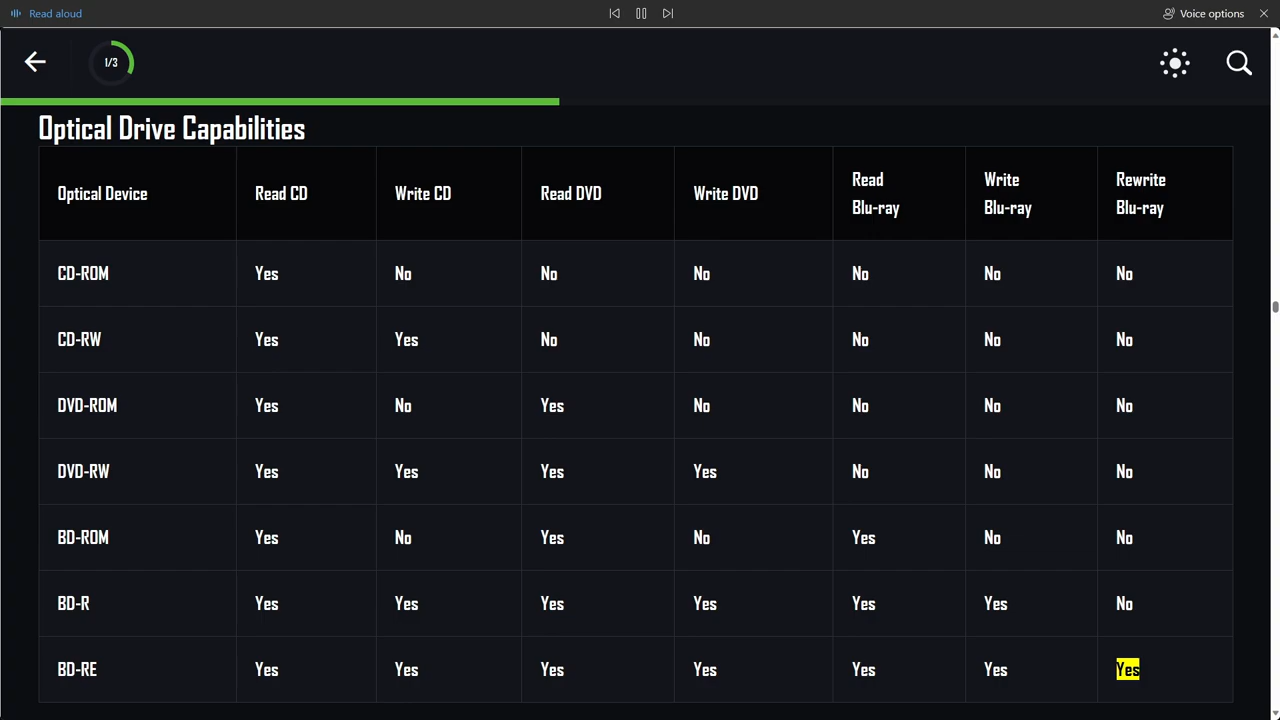 Read aloud
Voice options
1/3
Optical Drive Capabilities
Optical Device Read CD Write CD Read DVD Write DVD Read Blu-ray Write Blu-ray Rewrite Blu-ray
CD-ROM Yes No No No No No No
CD-RW Yes Yes No No No No No
DVD-ROM Yes No Yes No No No No
DVD-RW Yes Yes Yes Yes No No No
BD-ROM Yes No Yes No Yes No No
BD-R Yes Yes Yes Yes Yes Yes No
BD-RE Yes Yes Yes Yes Yes Yes Yes